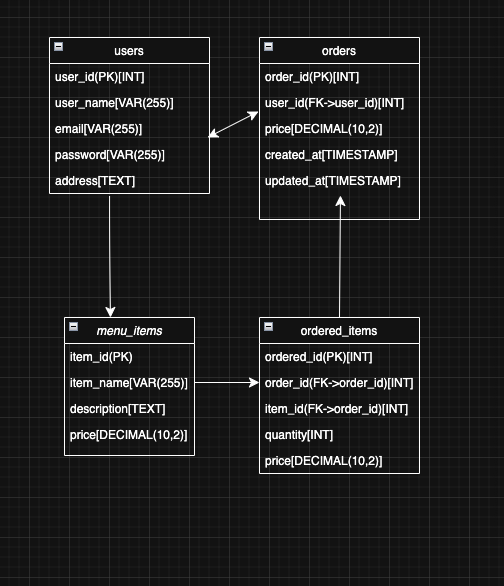 users
user_id(PK)[INT]
user_name[VAR(255)]
email[VAR(255)]
password[VAR(255)]
address[TEXT]
orders
order_id(PK)[INT]
user_id(FK->user_id)[INT]
price[DECIMAL(10,2)]
created_at[TIMESTAMP]
updated_at[TIMESTAMP]
menu_items
item_id(PK)
item_name[VAR(255)]
description[TEXT]
price[DECIMAL(10,2)]
ordered_items
ordered_id(PK)[INT]
order_id(FK->order_id)[INT]
item_id(FK->order_id)[INT]
quantity[INT]
price[DECIMAL(10,2)]